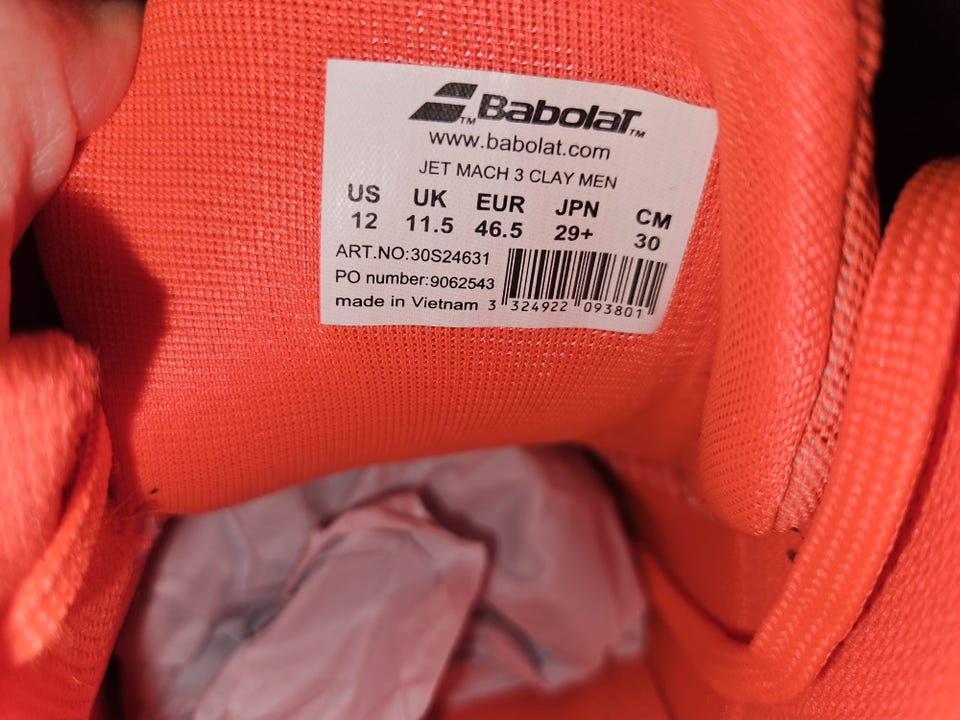 Babolat™
www.babolat.com
JET MACH 3 CLAY MEN
US UK EUR JPN CM
12 11.5 46.5 29+ 30
ART.NO:30S24631
PO number:9062543
made in Vietnam 3 324922 093801